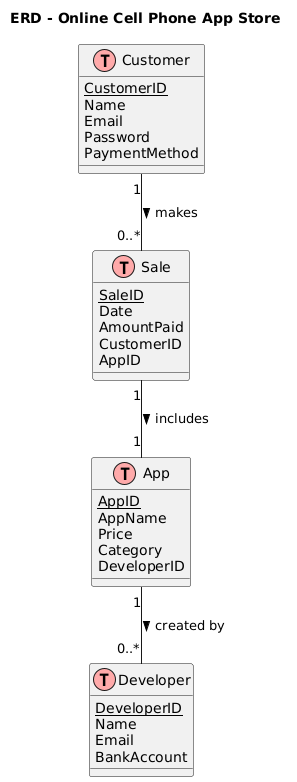 ERD - Online Cell Phone App Store
T Customer
CustomerID
Name
Email
Password
PaymentMethod
1
makes
0..*
T Sale
SaleID
Date
AmountPaid
CustomerID
AppID
1
includes
1
T App
AppID
AppName
Price
Category
DeveloperID
1
created by
0..*
T Developer
DeveloperID
Name
Email
BankAccount